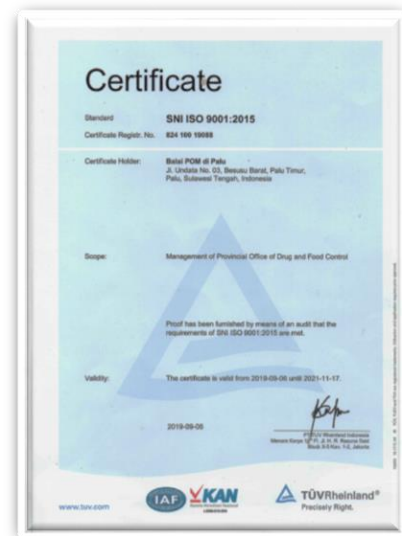 Certificate
Standard SNI ISO 9001:2015
Certificate Registr. No. 824 100 19088
Certificate Holder: Balai POM di Palu
Jl. Undata No. 03, Besusu Barat, Palu Timur,
Palu, Sulawesi Tengah, Indonesia
Scope: Management of Provincial Office of Drug and Food Control
Proof has been furnished by means of an audit that the
requirements of SNI ISO 9001:2015 are met.
Validity: The certificate is valid from 2019-09-06 until 2021-11-17.
2019-09-06
PT TÜV Rheinland Indonesia
www.tuv.com
IAF
KAN
TÜVRheinland®
Precisely Right.